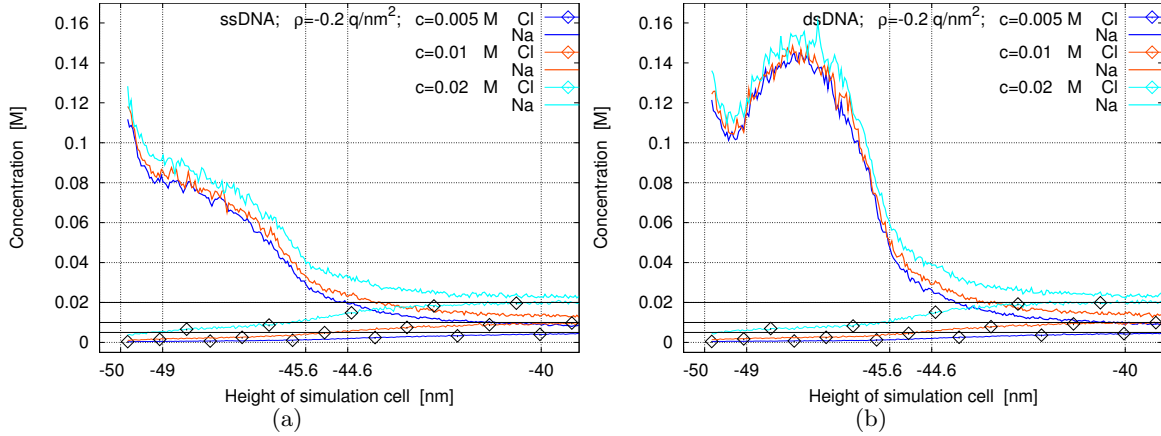 ssDNA; ρ=-0.2 q/nm²; c=0.005 M Cl
Na
c=0.01 M Cl
Na
c=0.02 M Cl
Na
Concentration [M]
0.16
0.14
0.12
0.1
0.08
0.06
0.04
0.02
0
-50 -49 -45.6 -44.6 -40
Height of simulation cell [nm]
(a)
dsDNA; ρ=-0.2 q/nm²; c=0.005 M Cl
Na
c=0.01 M Cl
Na
c=0.02 M Cl
Na
Concentration [M]
0.16
0.14
0.12
0.1
0.08
0.06
0.04
0.02
0
-50 -49 -45.6 -44.6 -40
Height of simulation cell [nm]
(b)